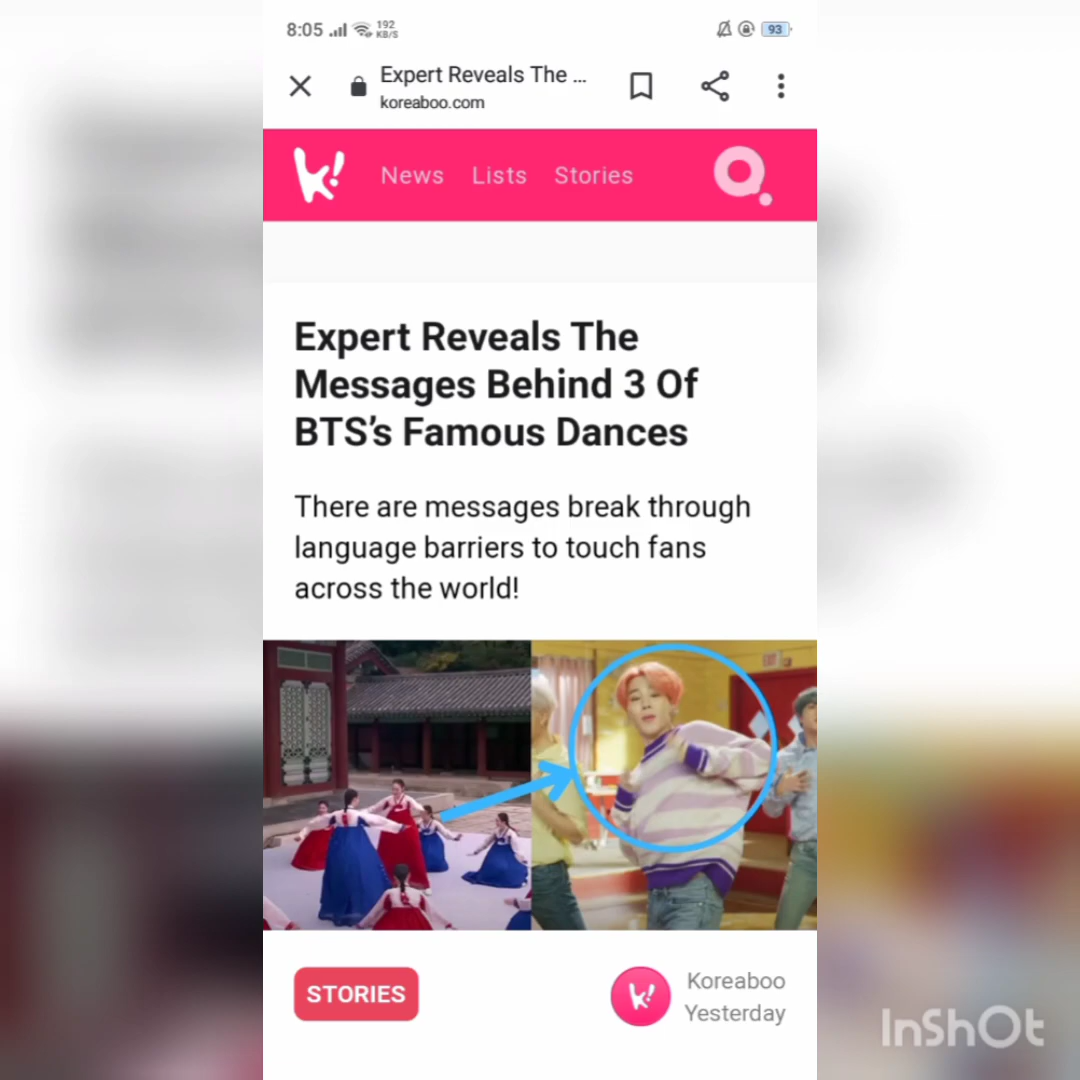 8:05 192 KB/S 93
Expert Reveals The ...
koreaboo.com
k! News Lists Stories
Expert Reveals The
Messages Behind 3 Of
BTS’s Famous Dances
There are messages break through
language barriers to touch fans
across the world!
STORIES
k! Koreaboo
Yesterday
InShOt